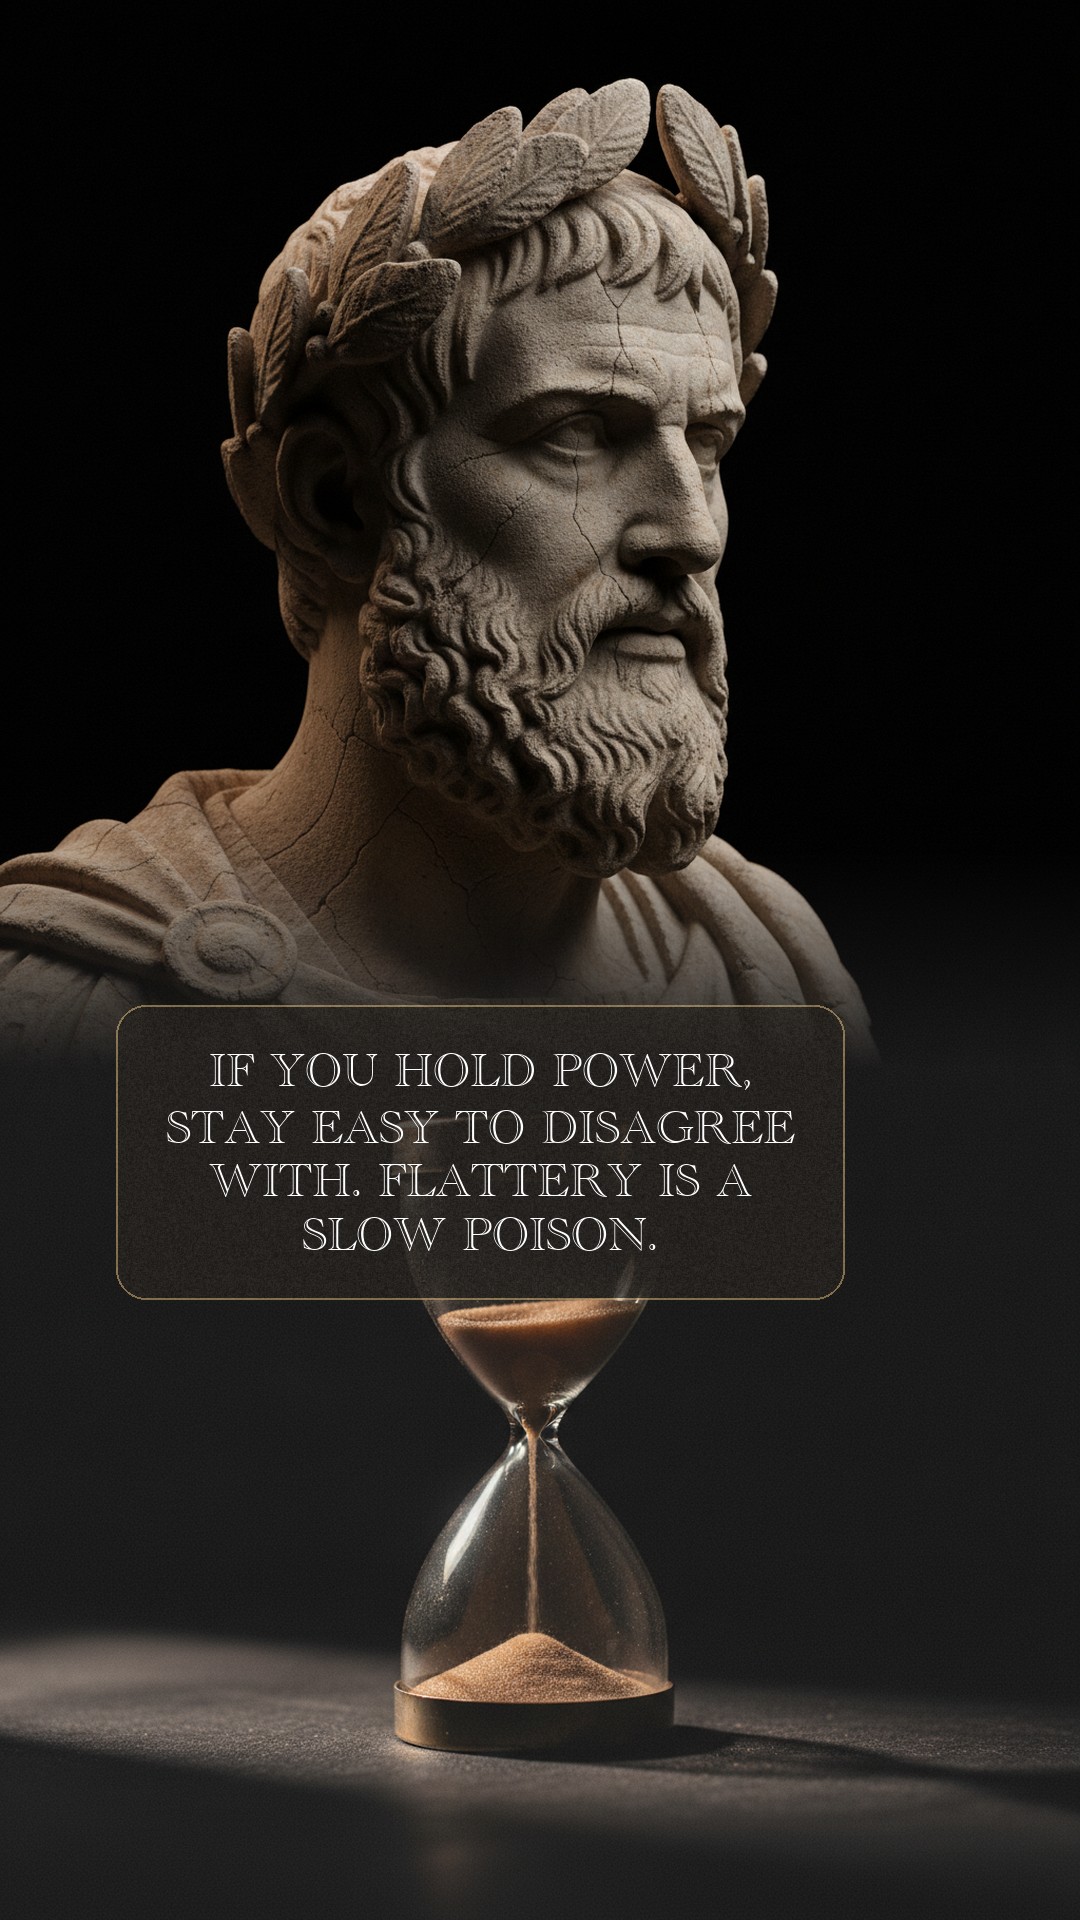 IF YOU HOLD POWER,
STAY EASY TO DISAGREE
WITH. FLATTERY IS A
SLOW POISON.